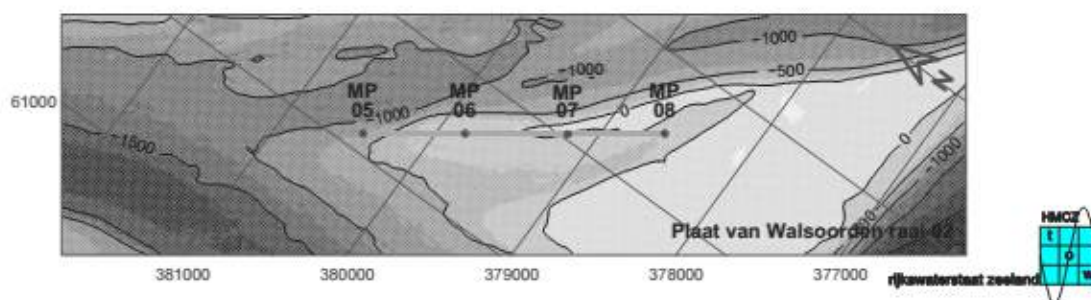 -1000
-1000
-500
61000
MP 05
MP 06
MP 07
MP 08
-1000
0
-1500
0
-1000
N
Plaat van Walsoorden raai 02
381000
380000
379000
378000
377000
HMCZ
t
o
w
rijkswaterstaat zeeland